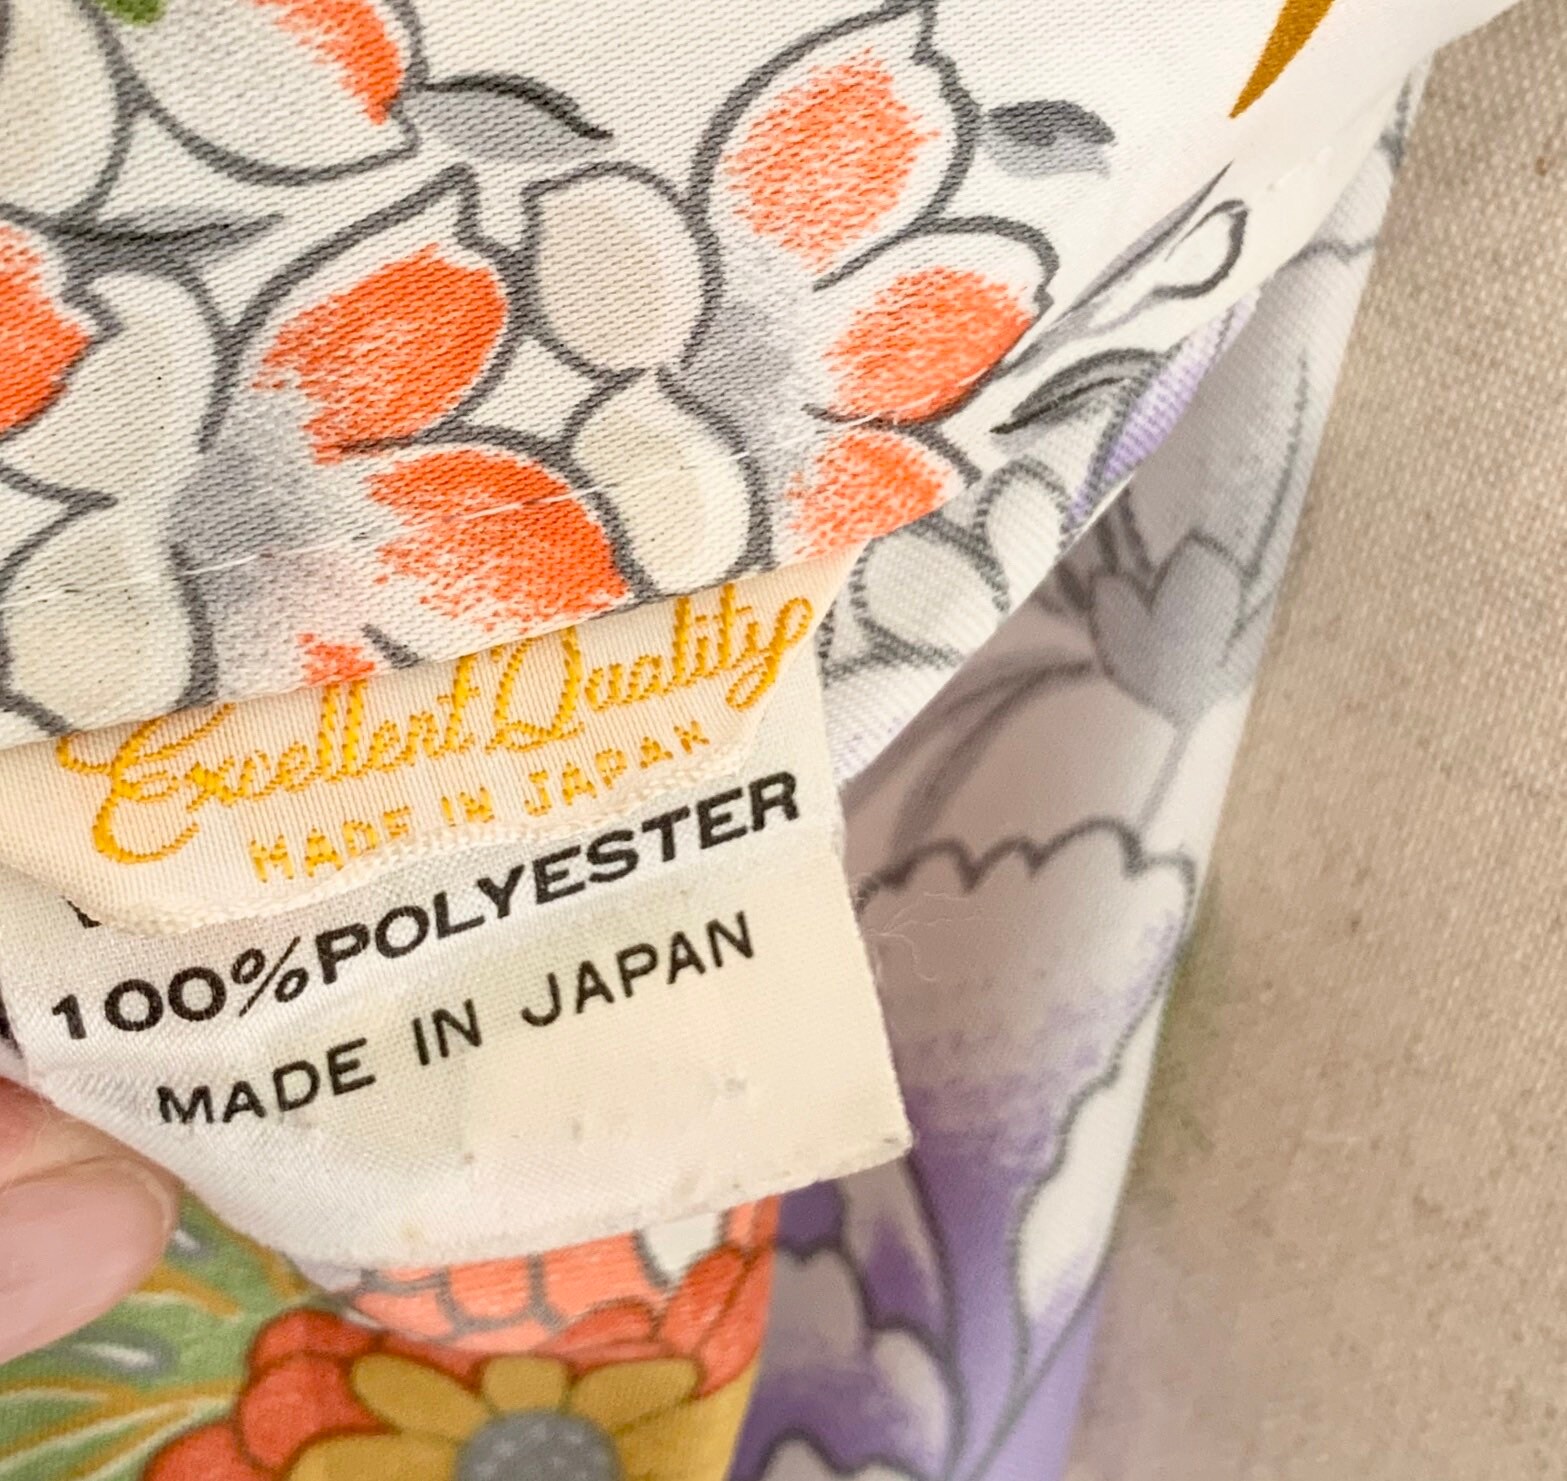 Excellent Quality
MADE IN JAPAN
100%POLYESTER
MADE IN JAPAN